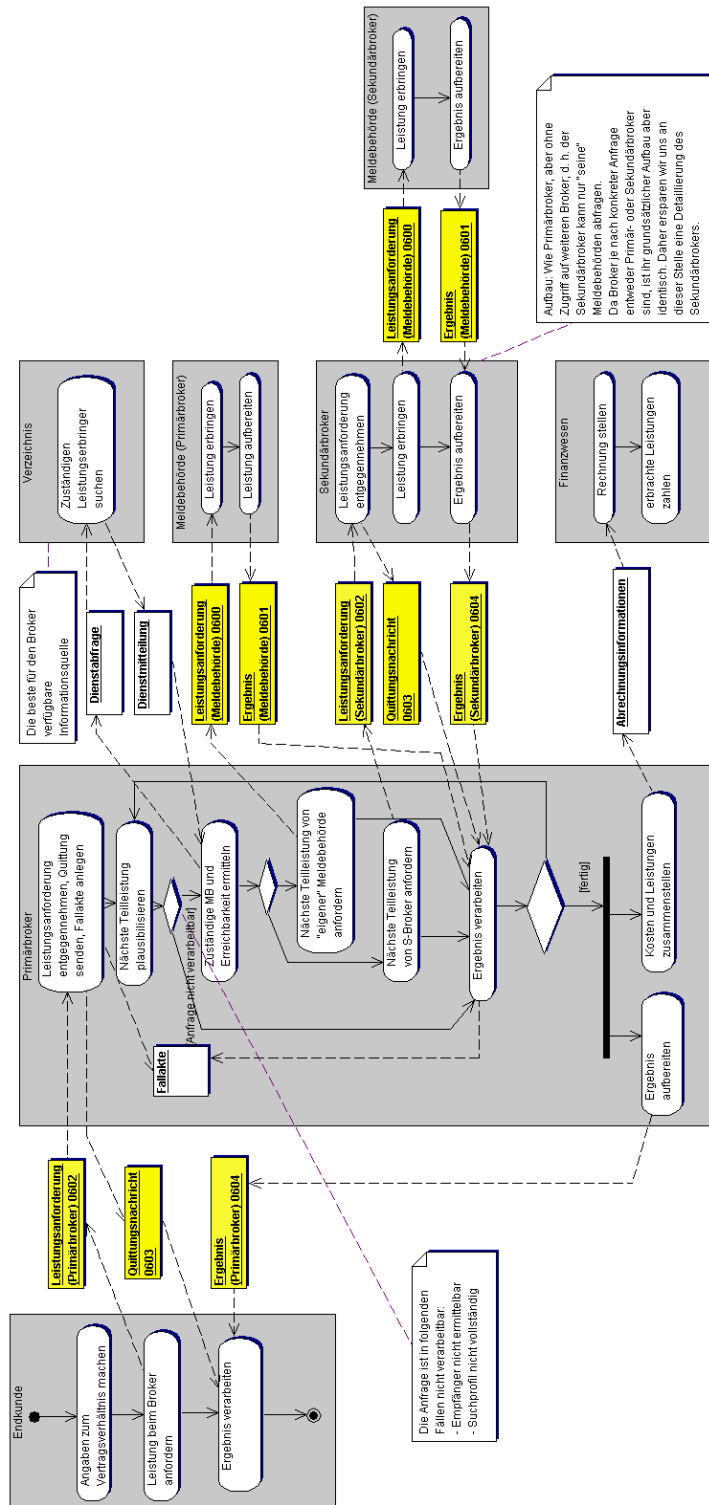 Endkunde
Angaben zum
Vertragsverhältnis machen
Leistung beim Broker
anfordern
Ergebnis verarbeiten
Leistungsanforderung
(Primärbroker) 0602
Quittungsnachricht
0603
Ergebnis
(Primärbroker) 0604
Die Anfrage ist in folgenden
Fällen nicht verarbeitbar:
- Empfänger nicht ermittelbar
- Suchprofil nicht vollständig
Primärbroker
Leistungsanforderung
entgegennehmen, Quittung
senden, Fallakte anlegen
Nächste Teilleistung
plausibilisieren
Fallakte
[Anfrage nicht verarbeitbar]
Zuständige MB und
Erreichbarkeit ermitteln
Nächste Teilleistung von
"eigener" Meldebehörde
anfordern
Nächste Teilleistung
von S-Broker anfordern
Ergebnis verarbeiten
[fertig]
Ergebnis
aufbereiten
Kosten und Leistungen
zusammenstellen
Die beste für den Broker
verfügbare
Informationsquelle
Dienstabfrage
Dienstmitteilung
Leistungsanforderung
(Meldebehörde) 0600
Ergebnis
(Meldebehörde) 0601
Leistungsanforderung
(Sekundärbroker) 0602
Quittungsnachricht
0603
Ergebnis
(Sekundärbroker) 0604
Abrechnungsinformationen
Verzeichnis
Zuständigen
Leistungserbringer
suchen
Meldebehörde (Primärbroker)
Leistung erbringen
Leistung aufbereiten
Sekundärbroker
Leistungsanforderung
entgegennehmen
Leistung erbringen
Ergebnis aufbereiten
Finanzwesen
Rechnung stellen
erbrachte Leistungen
zahlen
Leistungsanforderung
(Meldebehörde) 0600
Ergebnis
(Meldebehörde) 0601
Meldebehörde (Sekundärbroker)
Leistung erbringen
Ergebnis aufbereiten
Aufbau: Wie Primärbroker, aber ohne
Zugriff auf weiteren Broker; d. h. der
Sekundärbroker kann nur "seine"
Meldebehörden abfragen.
Da Broker je nach konkreter Anfrage
entweder Primär- oder Sekundärbroker
sind, ist ihr grundsätzlicher Aufbau aber
identisch. Daher ersparen wir uns an
dieser Stelle eine Detaillierung des
Sekundärbrokers.